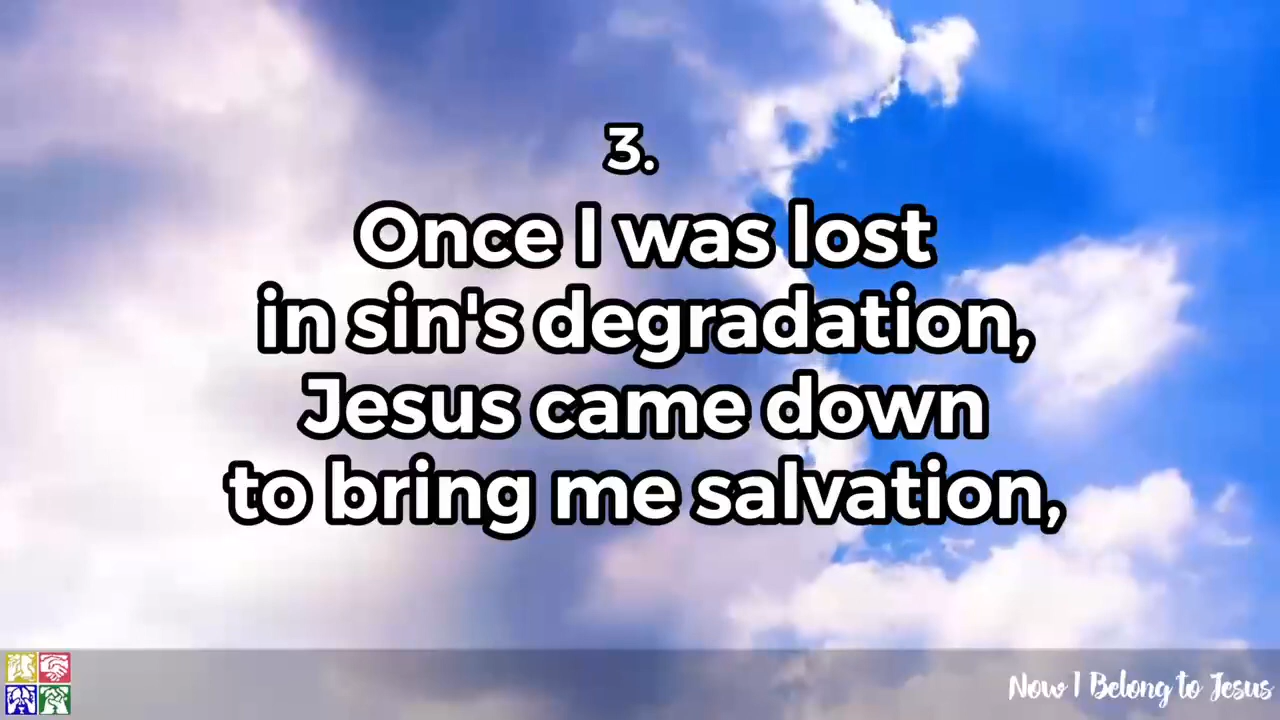 3.
Once I was lost
in sin's degradation,
Jesus came down
to bring me salvation,
Now I Belong to Jesus